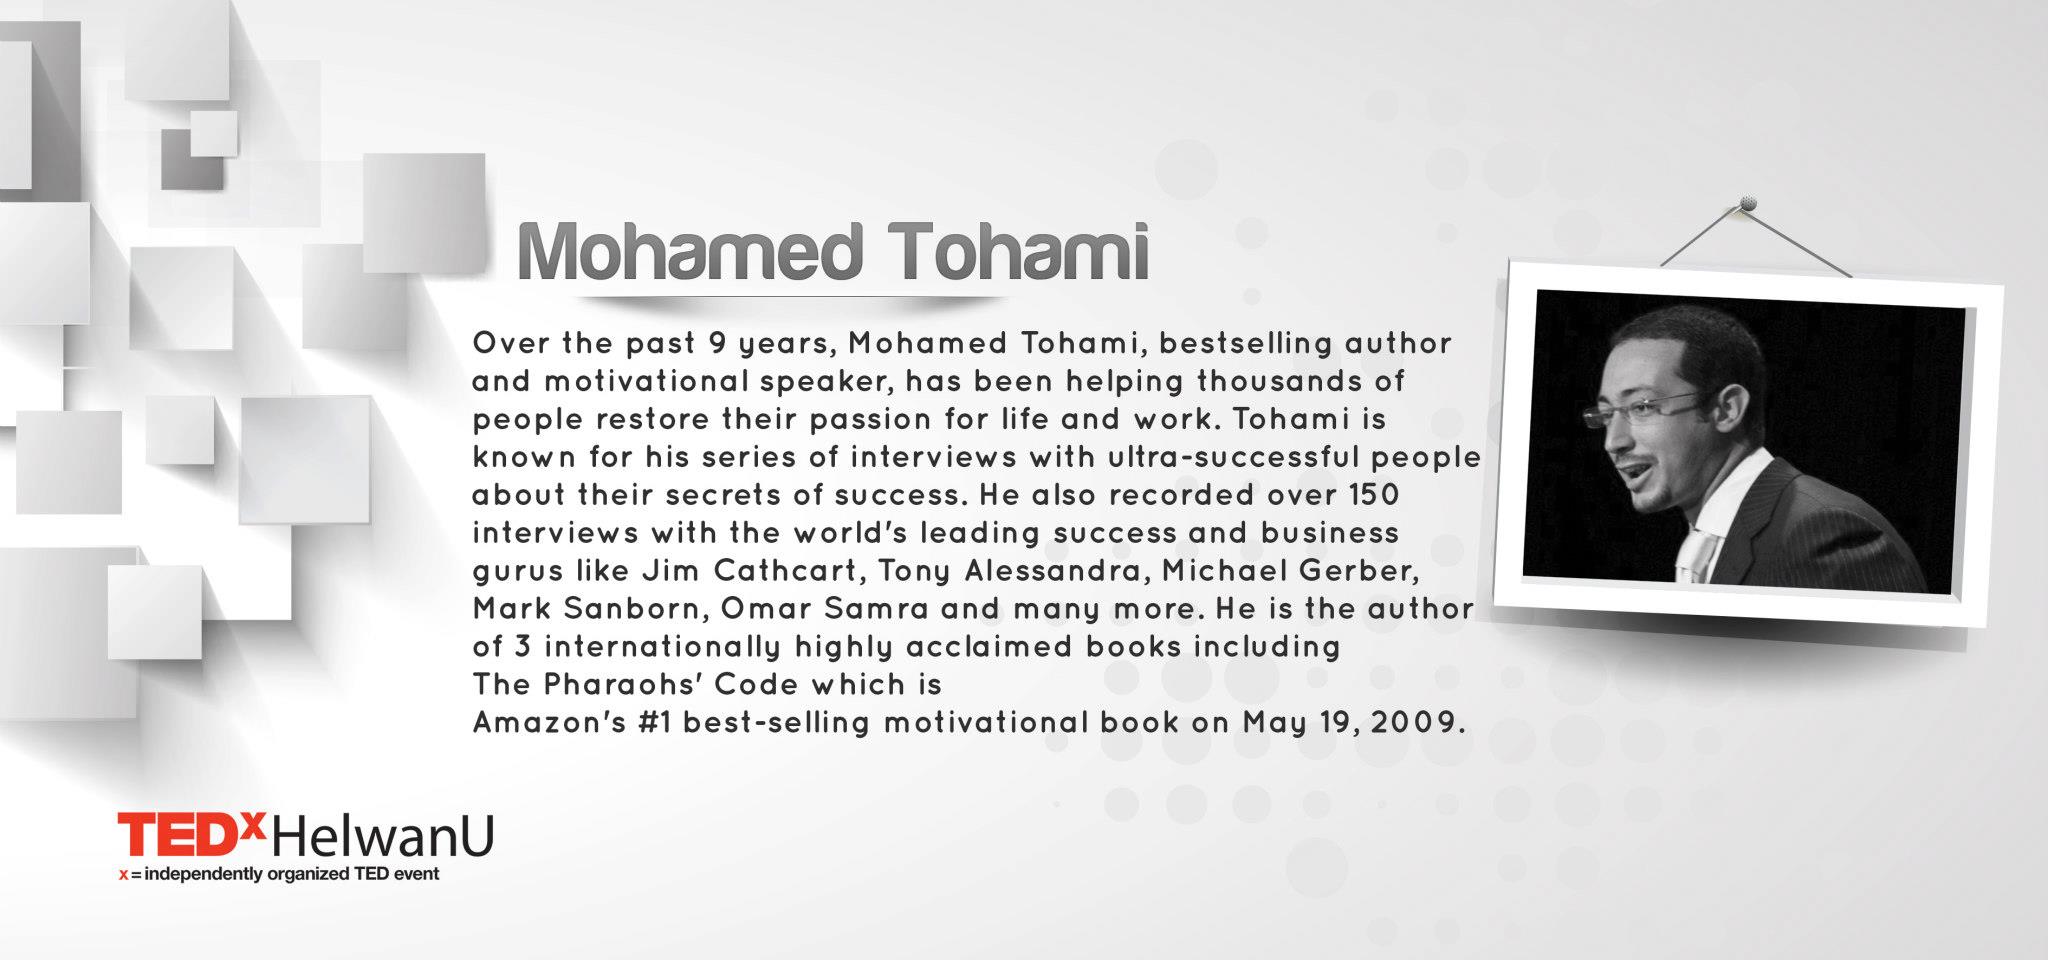 Mohamed Tohami
Over the past 9 years, Mohamed Tohami, bestselling author
and motivational speaker, has been helping thousands of
people restore their passion for life and work. Tohami is
known for his series of interviews with ultra-successful people
about their secrets of success. He also recorded over 150
interviews with the world's leading success and business
gurus like Jim Cathcart, Tony Alessandra, Michael Gerber,
Mark Sanborn, Omar Samra and many more. He is the author
of 3 internationally highly acclaimed books including
The Pharaohs' Code which is
Amazon's #1 best-selling motivational book on May 19, 2009.
TEDxHelwanU
x = independently organized TED event